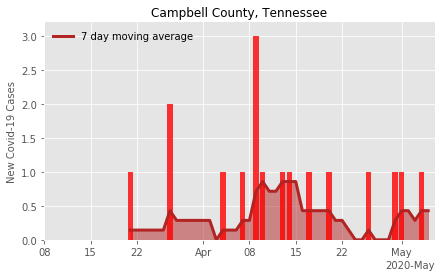 Campbell County, Tennessee
7 day moving average
New Covid-19 Cases
3.0
2.5
2.0
1.5
1.0
0.5
0.0
08 15 22 Apr 08 15 22 May
2020-May